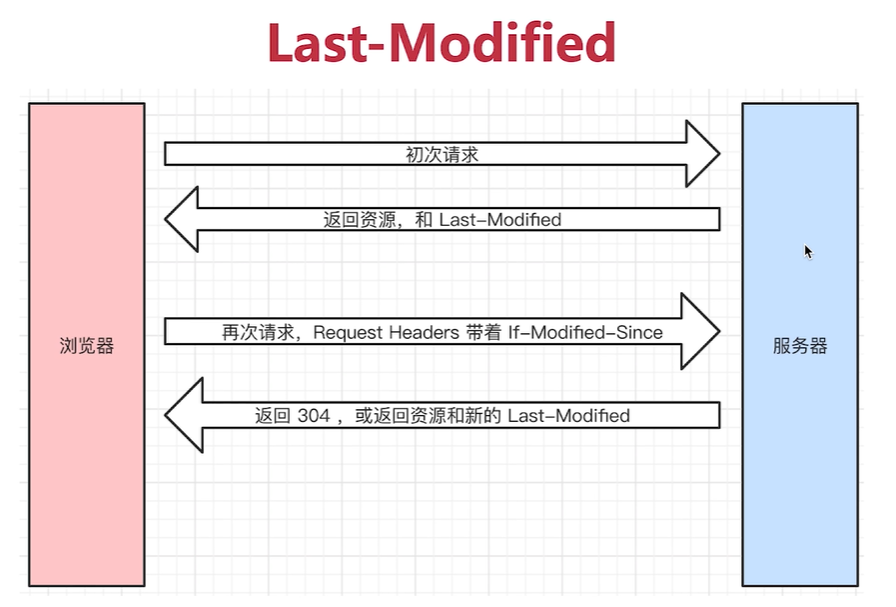 Last-Modified
初次请求
返回资源，和 Last-Modified
再次请求，Request Headers 带着 If-Modified-Since
浏览器
服务器
返回 304 ，或返回资源和新的 Last-Modified